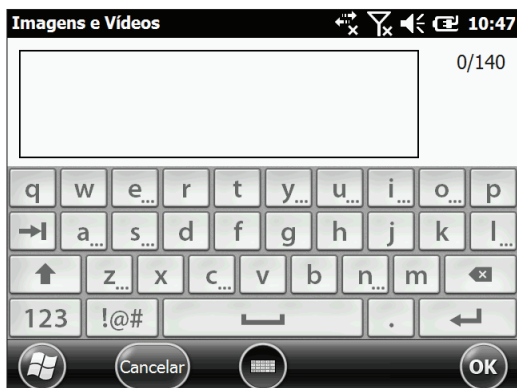 Imagens e Vídeos 10:47
0/140
q w e... r t y... u... i... o... p
a... s... d f g h j k l...
z... x c... v b n... m
123 !@# .
Cancelar OK